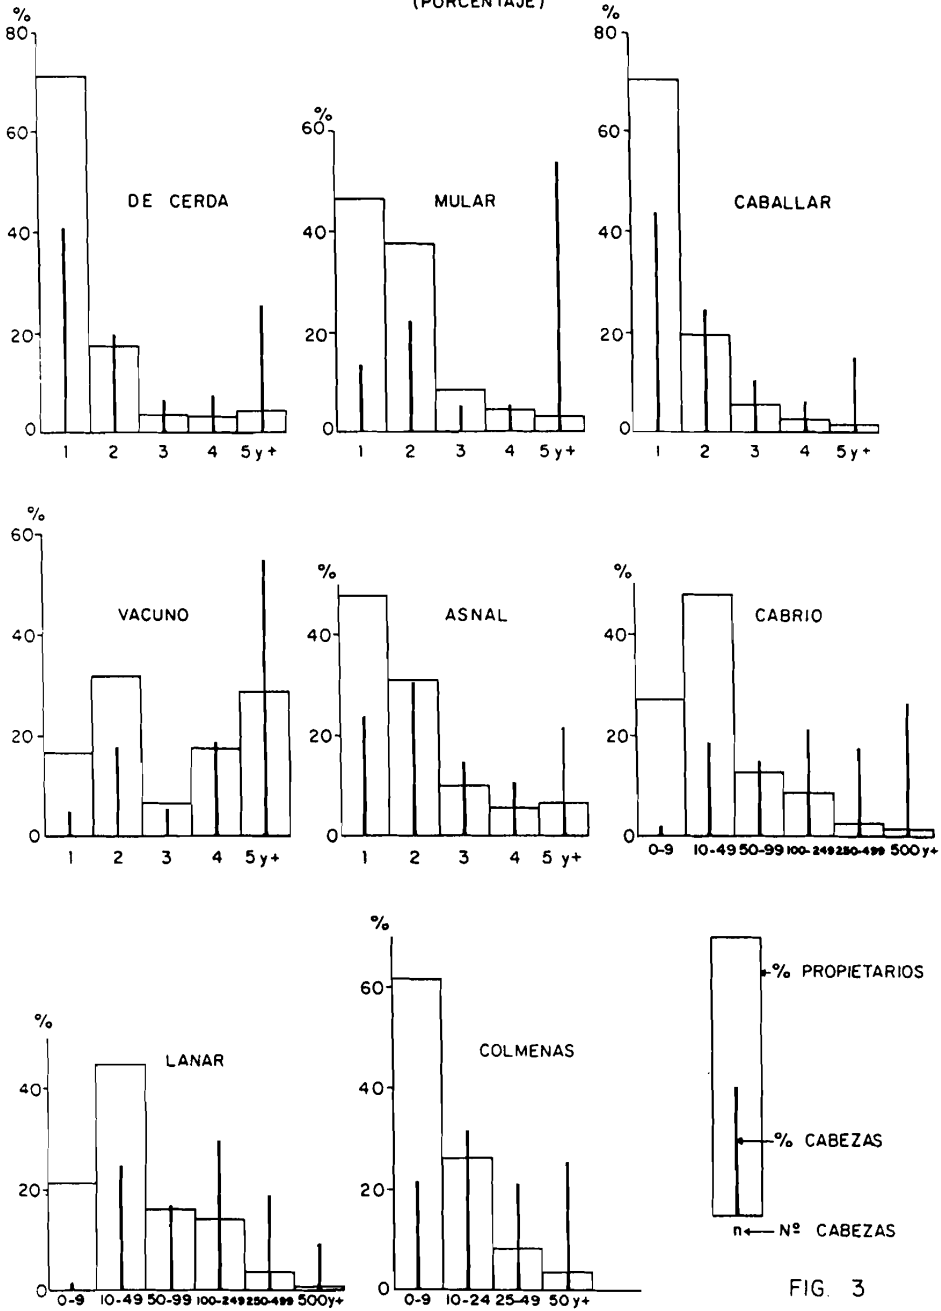 (PORCENTAJE)
%
80
60
40
20
0
DE CERDA
1 2 3 4 5 y +
%
60
40
20
0
MULAR
1 2 3 4 5 y +
%
80
60
40
20
0
CABALLAR
1 2 3 4 5 y +
%
60
40
20
0
VACUNO
1 2 3 4 5 y +
%
40
20
0
ASNAL
1 2 3 4 5 y +
%
40
20
0
CABRIO
0-9 10-49 50-99 100-249 250-499 500 y +
%
40
20
0
LANAR
0-9 10-49 50-99 100-249 250-499 500 y +
%
60
40
20
0
COLMENAS
0-9 10-24 25-49 50 y +
% PROPIETARIOS
% CABEZAS
n Nº CABEZAS
FIG. 3